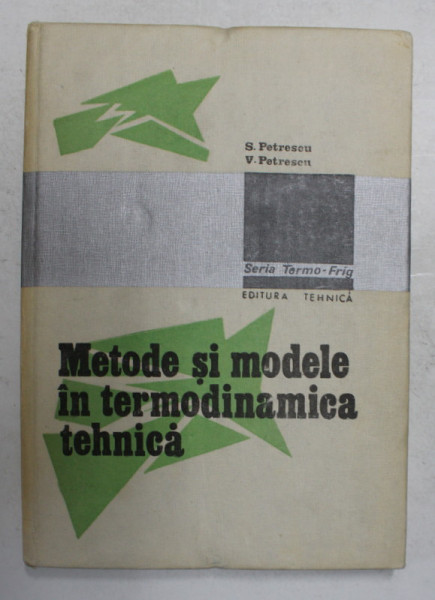 S. Petrescu
V. Petrescu
Seria Termo-Frig
EDITURA TEHNICĂ
Metode și modele
în termodinamica
tehnică